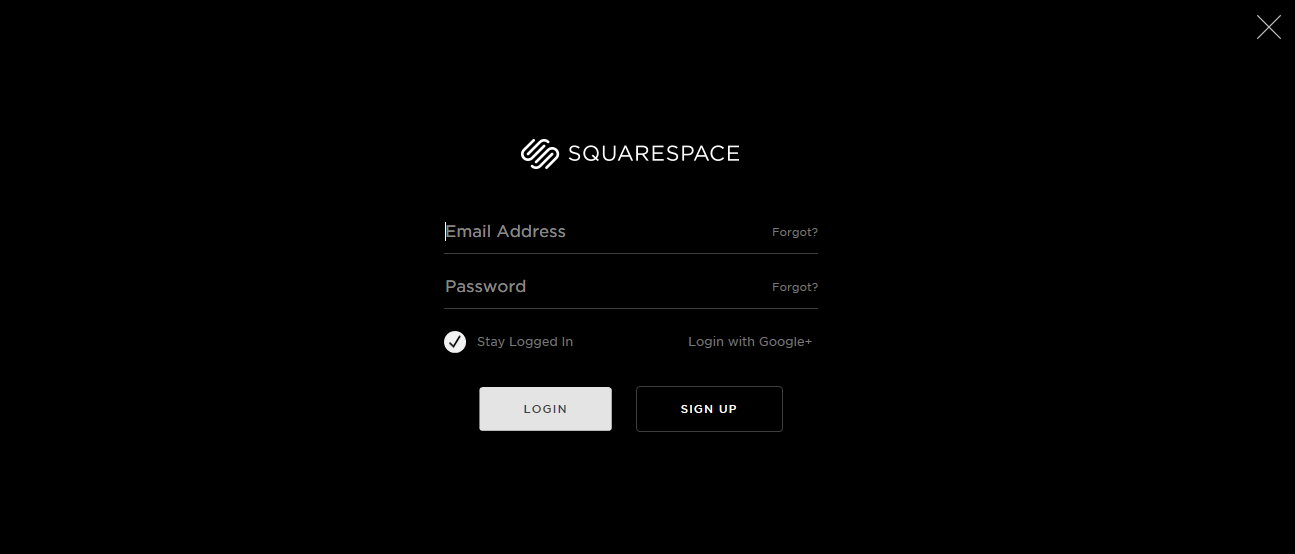 SQUARESPACE
Email Address Forgot?
Password Forgot?
Stay Logged In Login with Google+
LOGIN SIGN UP